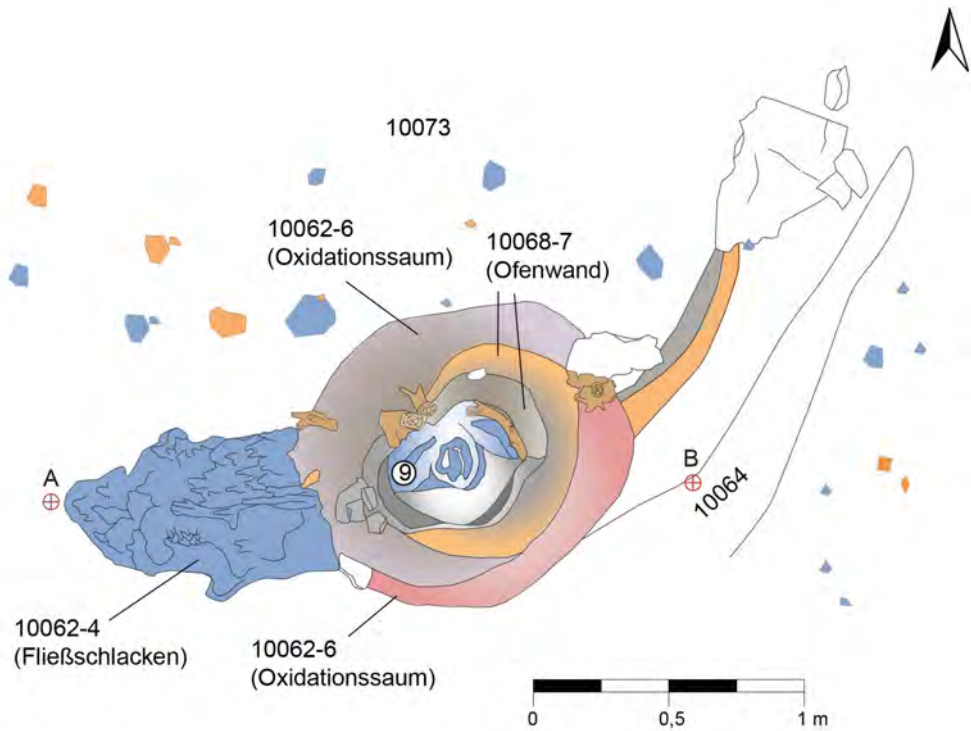 10073
10062-6
(Oxidationssaum)
10068-7
(Ofenwand)
A
9
B
10064
10062-4
(Fließschlacken)
10062-6
(Oxidationssaum)
0
0,5
1 m